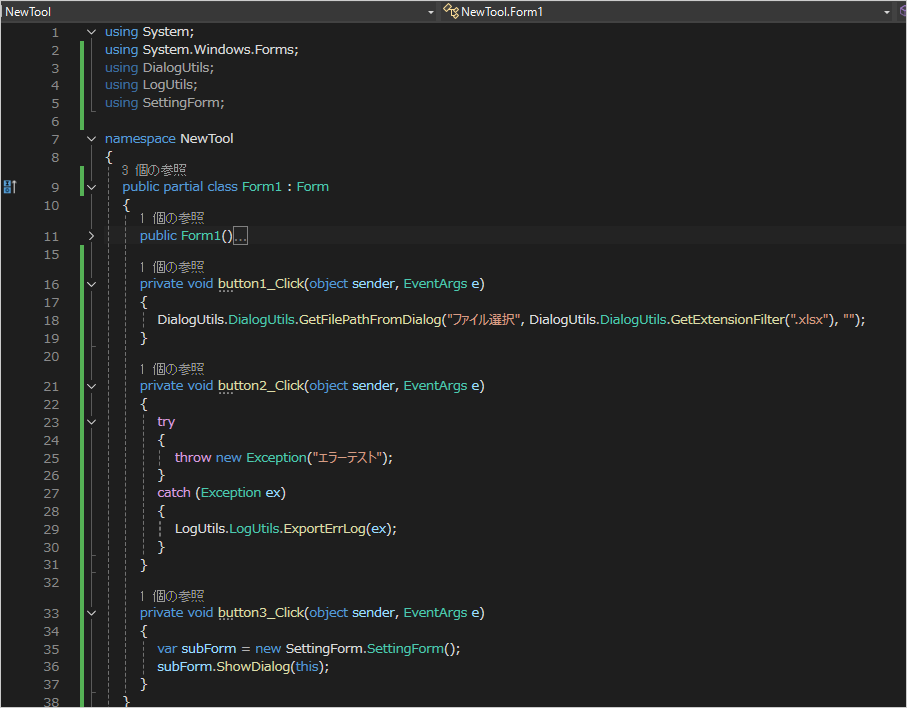 NewTool NewTool.Form1
1 using System;
2 using System.Windows.Forms;
3 using DialogUtils;
4 using LogUtils;
5 using SettingForm;
6
7 namespace NewTool
8 {
3 個の参照
9 public partial class Form1 : Form
10 {
1 個の参照
11 public Form1()...
15
1 個の参照
16 private void button1_Click(object sender, EventArgs e)
17 {
18 DialogUtils.DialogUtils.GetFilePathFromDialog("ファイル選択", DialogUtils.DialogUtils.GetExtensionFilter(".xlsx"), "");
19 }
20
1 個の参照
21 private void button2_Click(object sender, EventArgs e)
22 {
23 try
24 {
25 throw new Exception("エラーテスト");
26 }
27 catch (Exception ex)
28 {
29 LogUtils.LogUtils.ExportErrLog(ex);
30 }
31 }
32
1 個の参照
33 private void button3_Click(object sender, EventArgs e)
34 {
35 var subForm = new SettingForm.SettingForm();
36 subForm.ShowDialog(this);
37 }
38 }